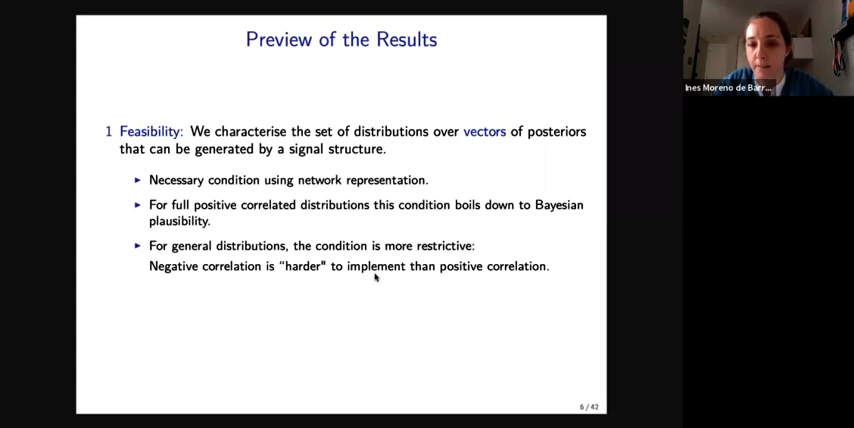 Preview of the Results
1 Feasibility: We characterise the set of distributions over vectors of posteriors
that can be generated by a signal structure.
► Necessary condition using network representation.
► For full positive correlated distributions this condition boils down to Bayesian
plausibility.
► For general distributions, the condition is more restrictive:
Negative correlation is “harder" to implement than positive correlation.
6 / 42
Ines Moreno de Barr...